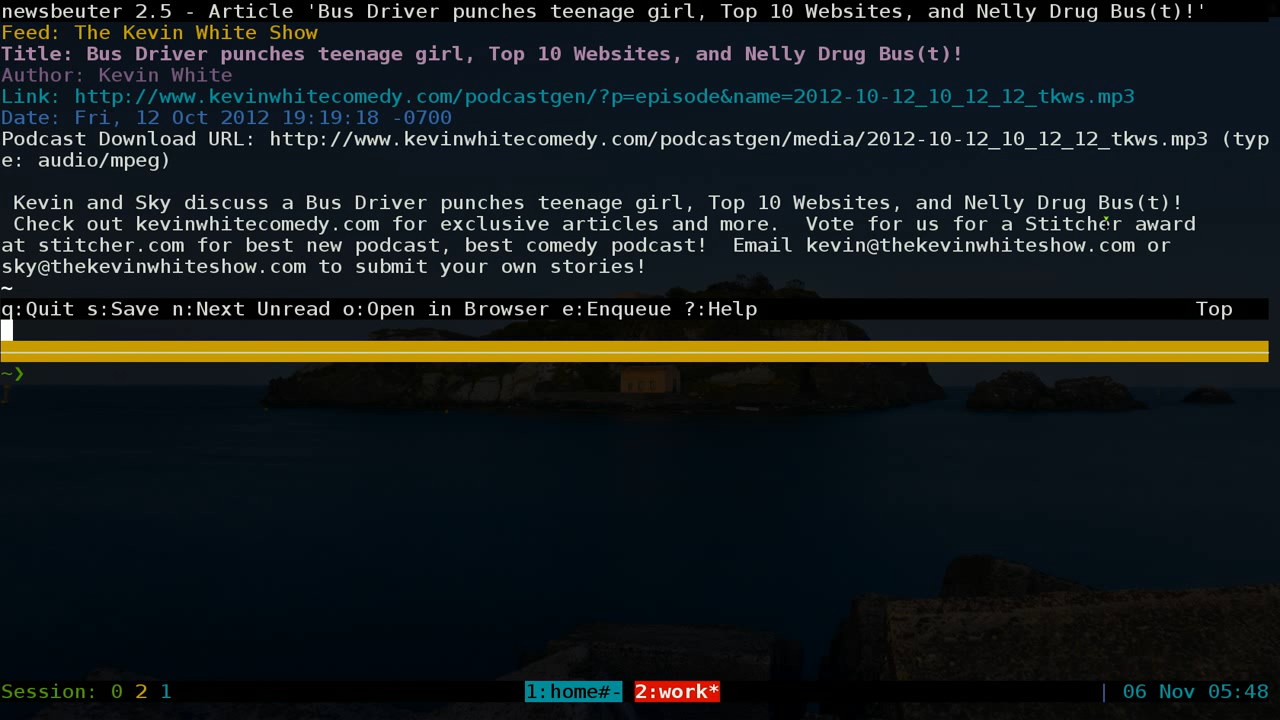 newsbeuter 2.5 - Article 'Bus Driver punches teenage girl, Top 10 Websites, and Nelly Drug Bus(t)!'
Feed: The Kevin White Show
Title: Bus Driver punches teenage girl, Top 10 Websites, and Nelly Drug Bus(t)!
Author: Kevin White
Link: http://www.kevinwhitecomedy.com/podcastgen/?p=episode&name=2012-10-12_10_12_12_tkws.mp3
Date: Fri, 12 Oct 2012 19:19:18 -0700
Podcast Download URL: http://www.kevinwhitecomedy.com/podcastgen/media/2012-10-12_10_12_12_tkws.mp3 (typ
e: audio/mpeg)
Kevin and Sky discuss a Bus Driver punches teenage girl, Top 10 Websites, and Nelly Drug Bus(t)!
Check out kevinwhitecomedy.com for exclusive articles and more.  Vote for us for a Stitcher award
at stitcher.com for best new podcast, best comedy podcast!  Email kevin@thekevinwhiteshow.com or
sky@thekevinwhiteshow.com to submit your own stories!
~
q:Quit s:Save n:Next Unread o:Open in Browser e:Enqueue ?:Help Top
~❯
Session: 0 2 1 1:home#- 2:work* | 06 Nov 05:48